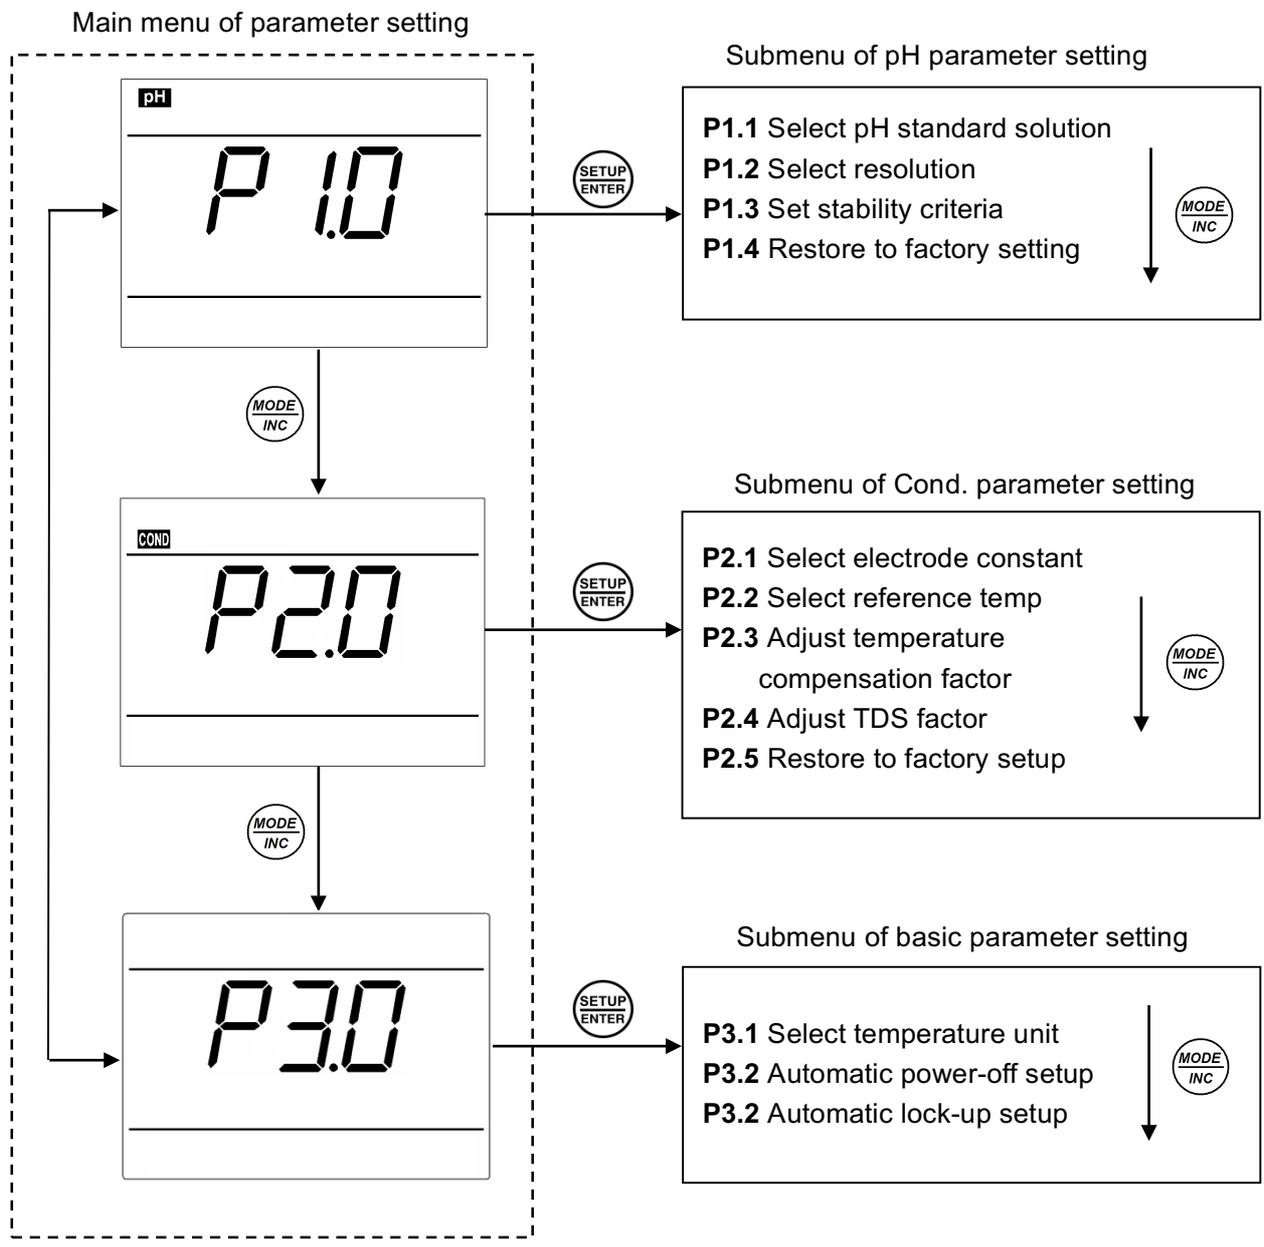 Main menu of parameter setting
pH
P1.0
MODE
INC
COND
P2.0
MODE
INC
P3.0
SETUP
ENTER
Submenu of pH parameter setting
P1.1 Select pH standard solution
P1.2 Select resolution
P1.3 Set stability criteria
P1.4 Restore to factory setting
MODE
INC
SETUP
ENTER
Submenu of Cond. parameter setting
P2.1 Select electrode constant
P2.2 Select reference temp
P2.3 Adjust temperature
compensation factor
P2.4 Adjust TDS factor
P2.5 Restore to factory setup
MODE
INC
SETUP
ENTER
Submenu of basic parameter setting
P3.1 Select temperature unit
P3.2 Automatic power-off setup
P3.2 Automatic lock-up setup
MODE
INC